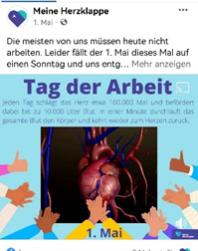 Meine Herzklappe
1. Mai
Die meisten von uns müssen heute nicht
arbeiten. Leider fällt der 1. Mai dieses Mal auf
einen Sonntag und uns entg... Mehr anzeigen
Tag der Arbeit
Jeden Tag schlägt das Herz etwa 100.000 Mal und befördert
dabei bis zu 10.000 Liter Blut. In einer Minute durchläuft das
gesamte Blut den Körper und kehrt wieder zum Herzen zurück.
1. Mai